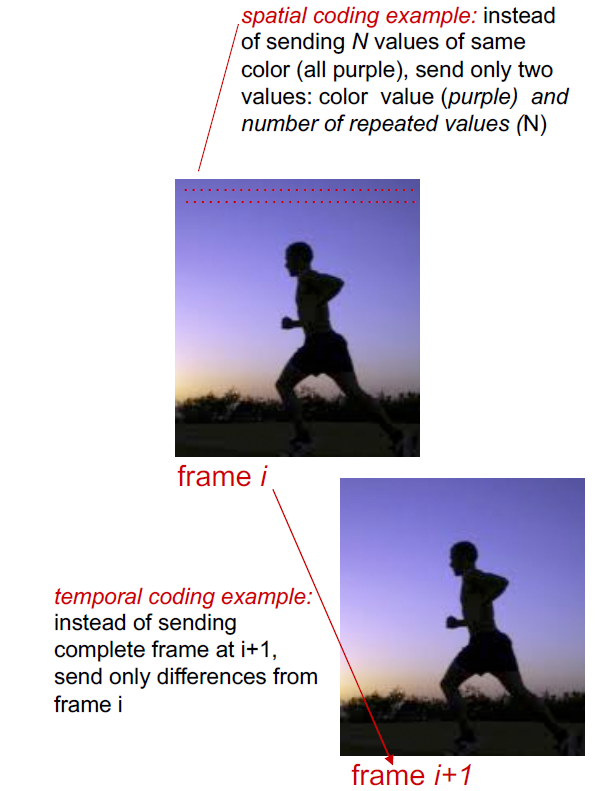 spatial coding example: instead
of sending N values of same
color (all purple), send only two
values: color value (purple) and
number of repeated values (N)
frame i
temporal coding example:
instead of sending
complete frame at i+1,
send only differences from
frame i
frame i+1